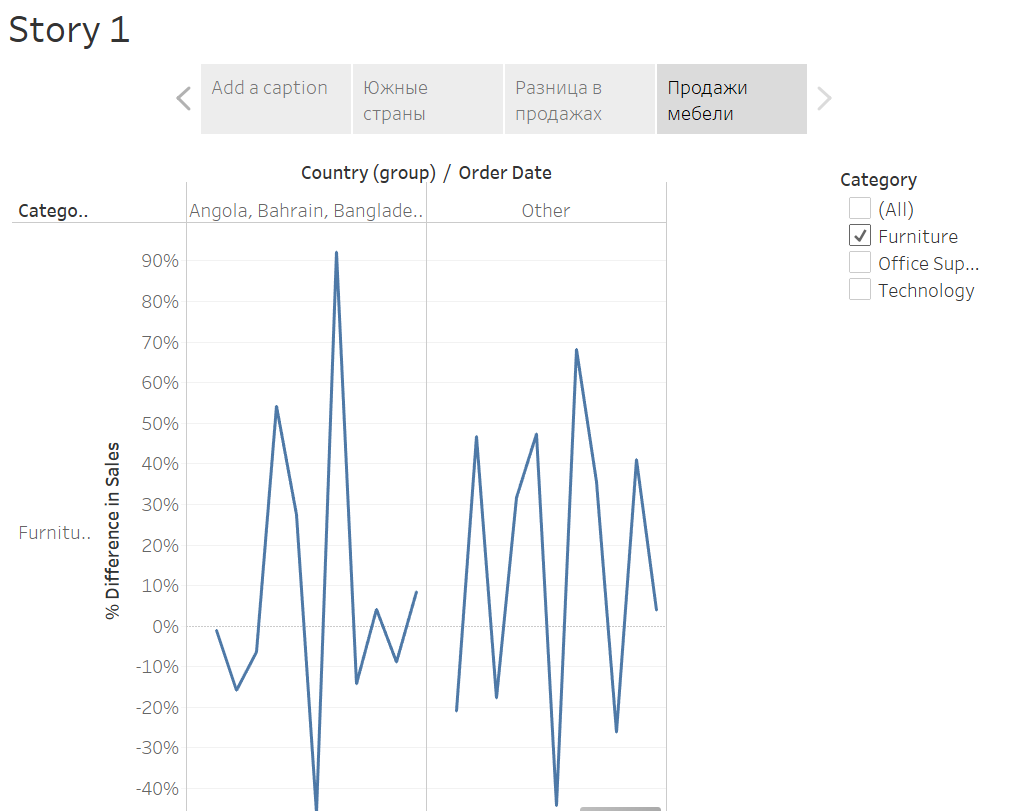 Story 1
Add a caption
Южные
страны
Разница в
продажах
Продажи
мебели
Country (group) / Order Date
Catego..
Angola, Bahrain, Banglade..
Other
Category
(All)
Furniture
Office Sup...
Technology
Furnitu..
% Difference in Sales
90%
80%
70%
60%
50%
40%
30%
20%
10%
0%
-10%
-20%
-30%
-40%